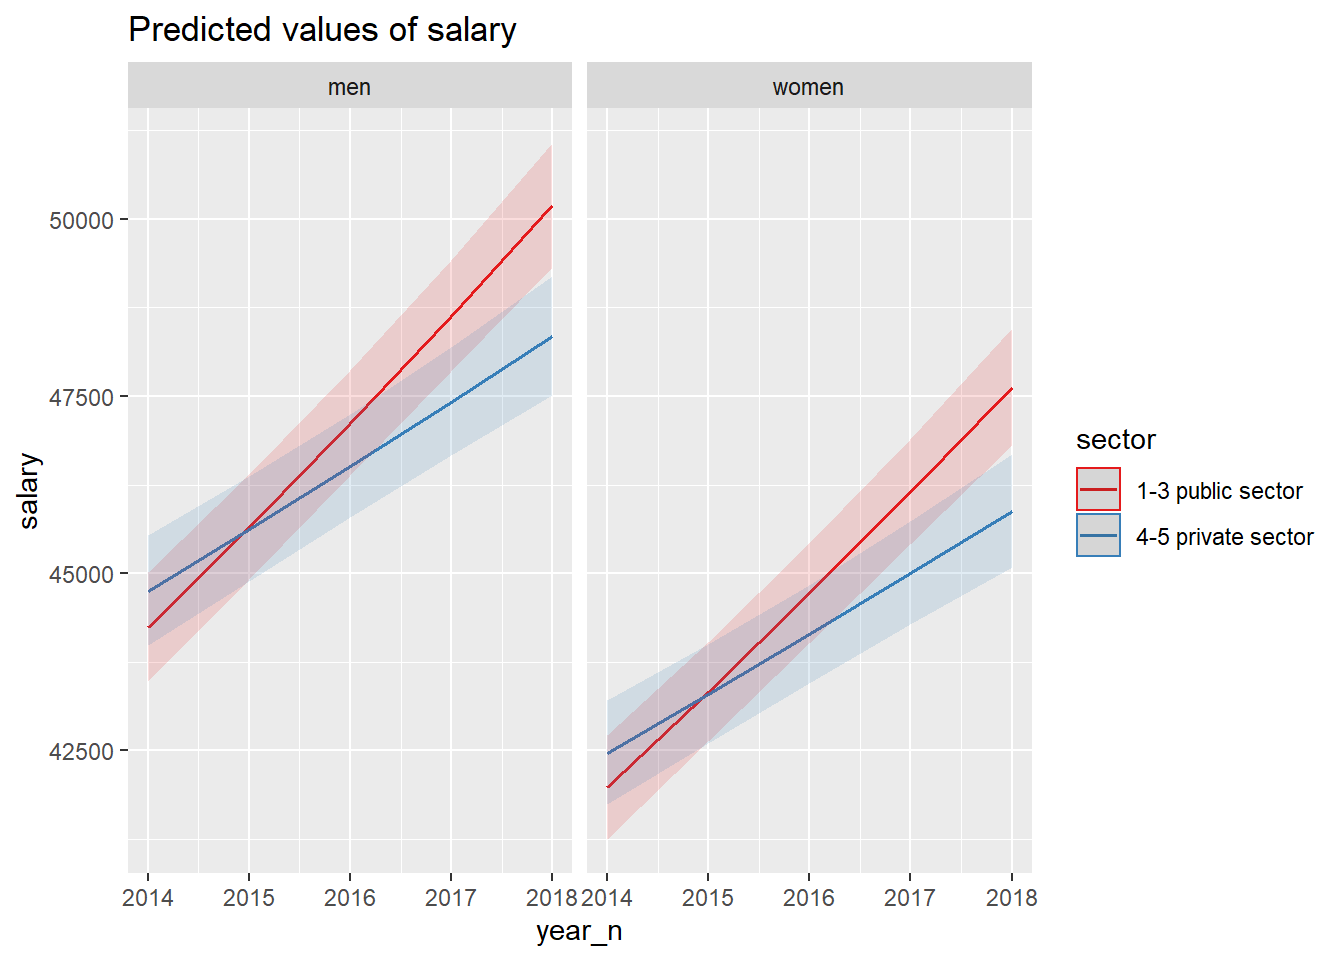 Predicted values of salary
men
women
50000
47500
45000
42500
salary
2014 2015 2016 2017 2018
2014 2015 2016 2017 2018
year_n
sector
1-3 public sector
4-5 private sector